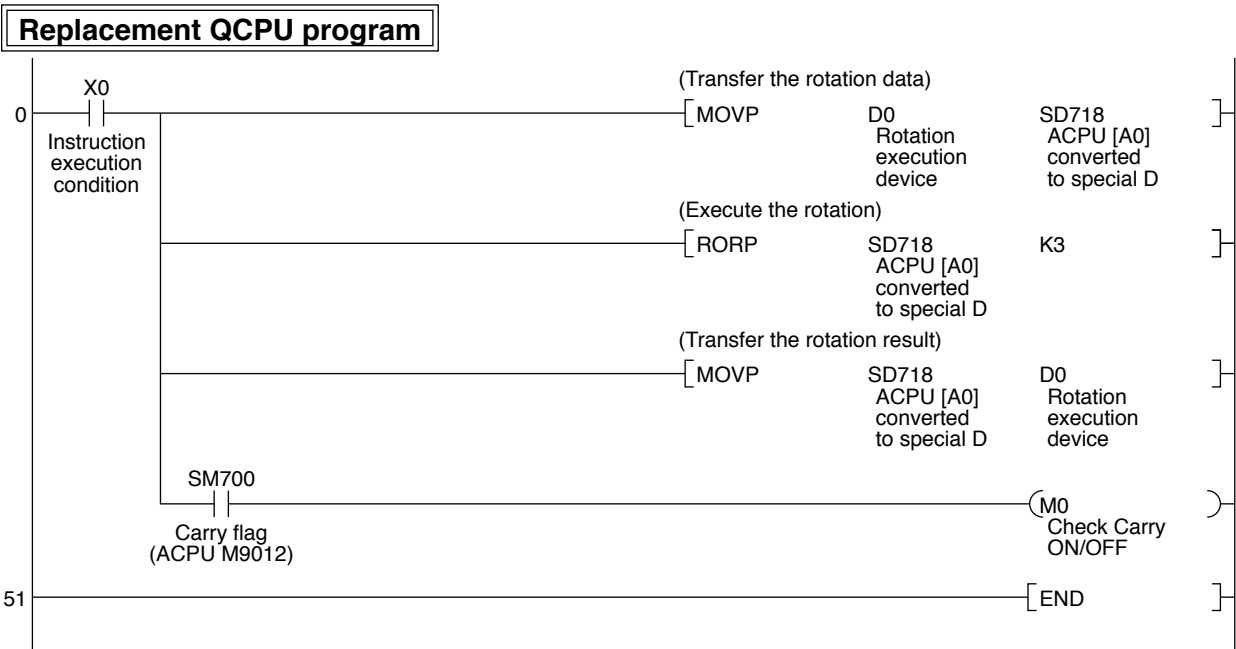 Replacement QCPU program
X0
(Transfer the rotation data)
0
MOVP D0 SD718
Instruction
execution
condition
Rotation
execution
device
ACPU [A0]
converted
to special D
(Execute the rotation)
RORP SD718 K3
ACPU [A0]
converted
to special D
(Transfer the rotation result)
MOVP SD718 D0
ACPU [A0]
converted
to special D
Rotation
execution
device
SM700
M0
Carry flag
(ACPU M9012)
Check Carry
ON/OFF
51
END